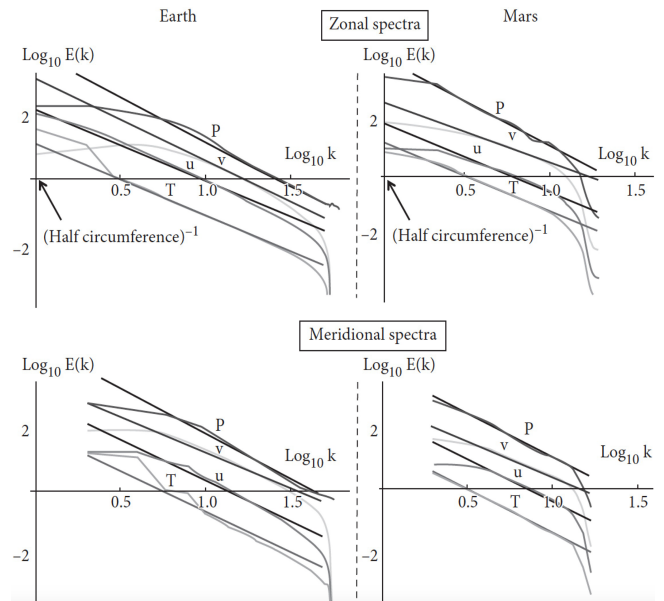 Earth
Mars
Zonal spectra
Log10 E(k)
Log10 E(k)
2
2
P
P
v
v
u
u
Log10 k
Log10 k
T
T
0.5
1.0
1.5
0.5
1.0
1.5
(Half circumference)−1
(Half circumference)−1
−2
−2
Meridional spectra
Log10 E(k)
Log10 E(k)
2
2
P
v
v
u
u
T
T
P
Log10 k
Log10 k
0.5
1.0
1.5
0.5
1.0
1.5
−2
−2